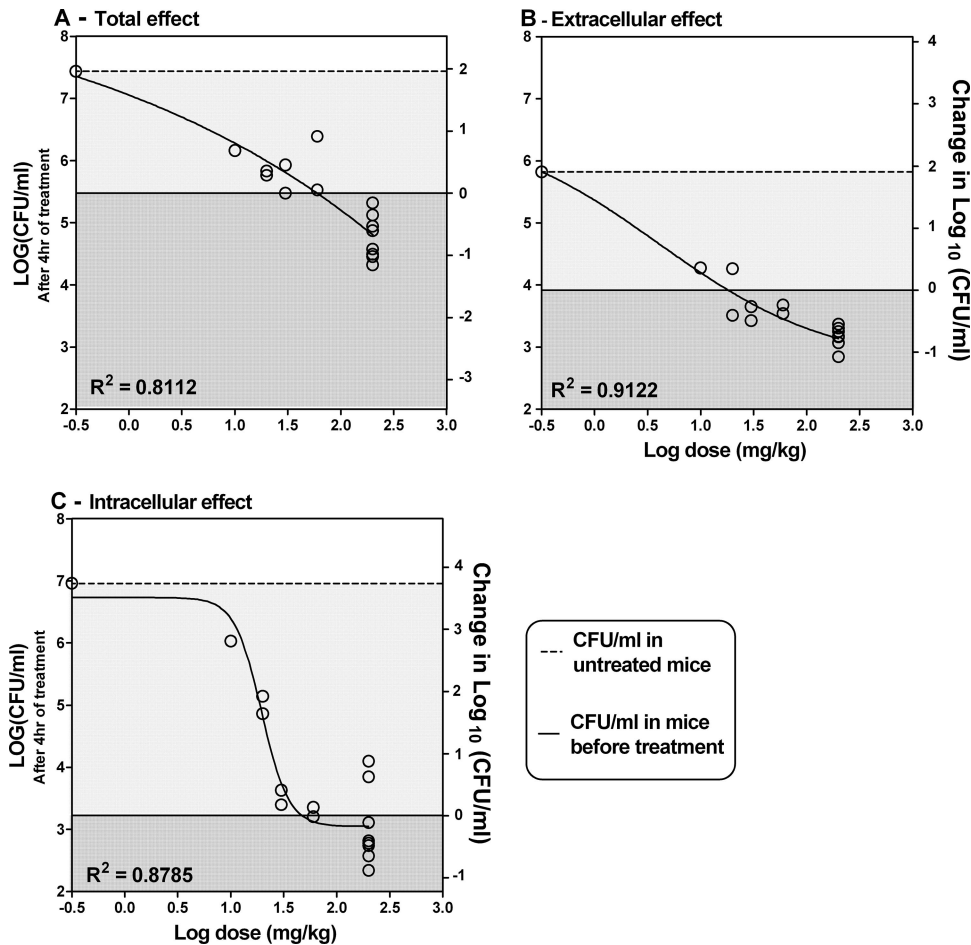 A - Total effect
8
7
6
5
4
3
2
2
1
0
-1
-2
-3
LOG(CFU/ml)
After 4hr of treatment
R2 = 0.8112
-0.5 0.0 1.0 1.5 2.0 2.5 3.0
B - Extracellular effect
8
7
6
5
4
3
2
4
3
2
1
0
-1
Change in Log10 (CFU/ml)
R2 = 0.9122
-0.5 0.0 1.0 1.5 2.0 2.5 3.0
Log dose (mg/kg)
C - Intracellular effect
8
7
6
5
4
3
2
4
3
2
1
0
-1
LOG(CFU/ml)
After 4hr of treatment
Change in Log10 (CFU/ml)
R2 = 0.8785
-0.5 0.0 1.0 1.5 2.0 2.5 3.0
Log dose (mg/kg)
CFU/ml in
untreated mice
CFU/ml in mice
before treatment